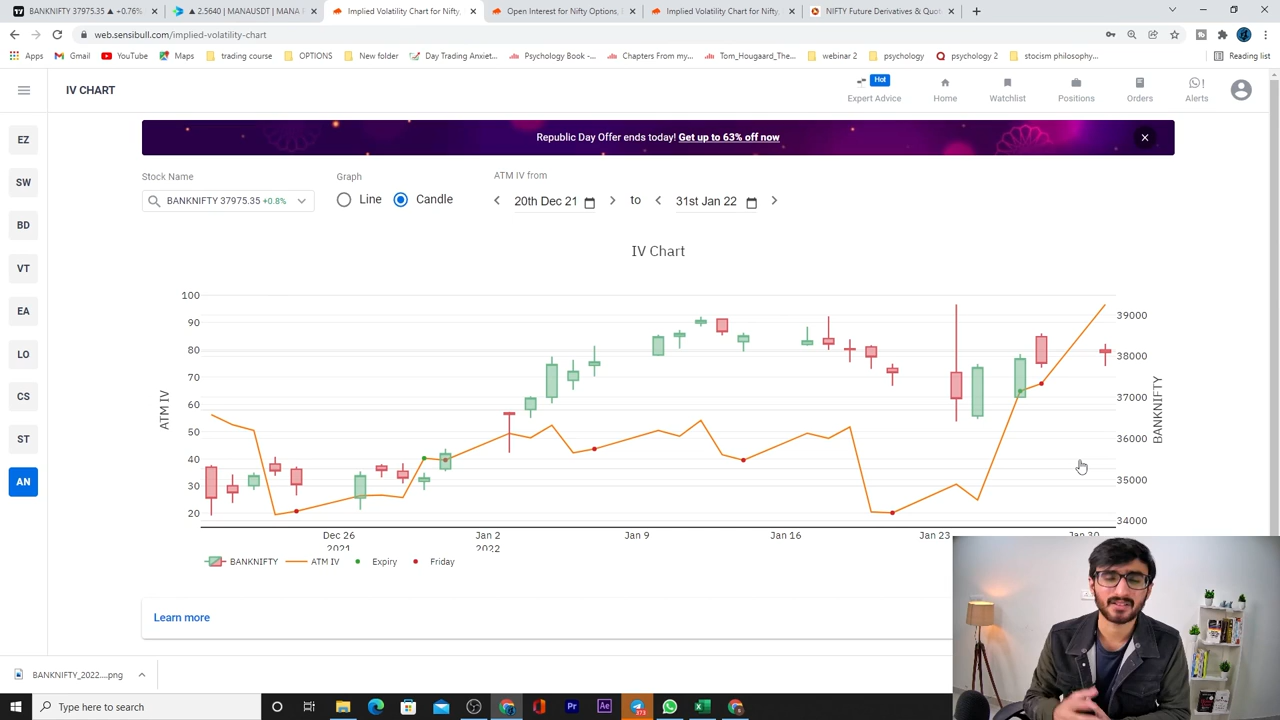 BANKNIFTY 37975.35 ▲ +0.76%
▲ 2.5640 | MANAUSDT | MANA P
Implied Volatility Chart for Nifty,
Open Interest for Nifty Options, F
Implied Volatility Chart for Nifty,
NIFTY Future Derivatives & Quot
web.sensibull.com/implied-volatility-chart
Apps
Gmail
YouTube
Maps
trading course
OPTIONS
New folder
Day Trading Anxiet...
Psychology Book -...
Chapters From my...
Tom_Hougaard_The...
webinar 2
psychology
psychology 2
stocism philosophy...
Reading list
IV CHART
Hot
Expert Advice
Home
Watchlist
Positions
Orders
Alerts
EZ
SW
BD
VT
EA
LO
CS
ST
AN
Republic Day Offer ends today! Get up to 63% off now
Stock Name
Graph
ATM IV from
BANKNIFTY 37975.35 +0.8%
Line
Candle
20th Dec 21
to
31st Jan 22
IV Chart
100
90
80
70
60
50
40
30
20
ATM IV
39000
38000
37000
36000
35000
34000
BANKNIFTY
Dec 26
2021
Jan 2
2022
Jan 9
Jan 16
Jan 23
Jan 30
BANKNIFTY
ATM IV
Expiry
Friday
Learn more
BANKNIFTY_2022....png
Type here to search